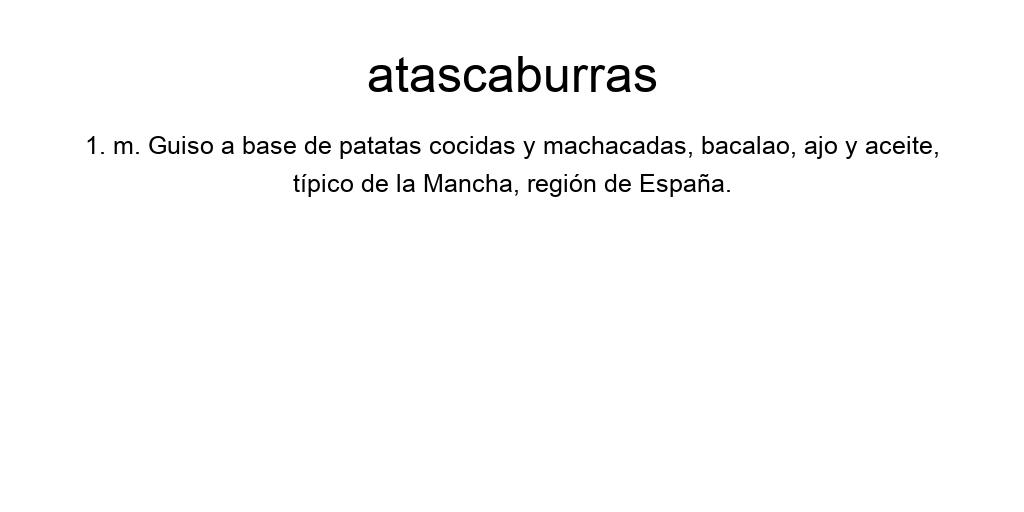 atascaburras
1. m. Guiso a base de patatas cocidas y machacadas, bacalao, ajo y aceite,
típico de la Mancha, región de España.